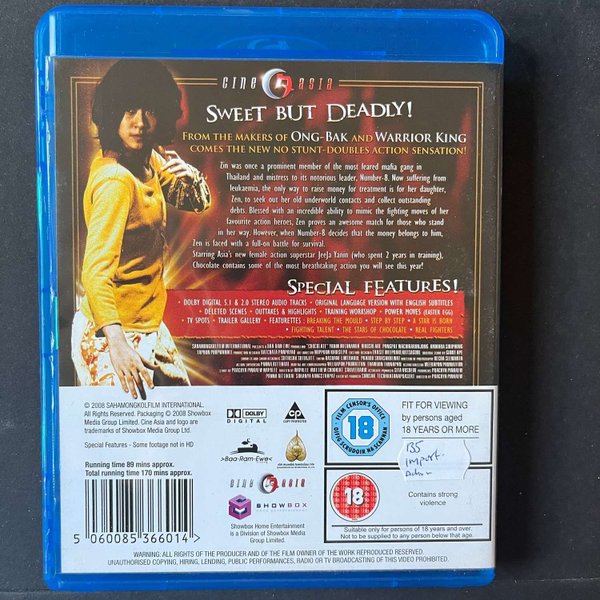 CINE ASIA
SWEET BUT DEADLY!
FROM THE MAKERS OF ONG-BAK AND WARRIOR KING
COMES THE NEW NO STUNT-DOUBLES ACTION SENSATION!
Zin was once a prominent member of the most feared mafia gang in
Thailand and mistress to its notorious leader, Number-8. Now suffering from
leukaemia, the only way to raise money for treatment is for her daughter,
Zen, to seek out her old underworld contacts and collect outstanding
debts. Blessed with an incredible ability to mimic the fighting moves of her
favourite action heroes, Zen proves an awesome match for those who stand
in her way. However, when Number-8 decides that the money belongs to him,
Zen is faced with a full-on battle for survival.
Starring Asia's new female action superstar JeeJa Yanin (who spent 2 years in training),
Chocolate contains some of the most breathtaking action you will see this year!
SPECIAL FEATURES!
• DOLBY DIGITAL 5.1 & 2.0 STEREO AUDIO TRACKS • ORIGINAL LANGUAGE VERSION WITH ENGLISH SUBTITLES
• DELETED SCENES • OUTTAKES & HIGHLIGHTS • TRAINING WORKSHOP • POWER MOVES (EASTER EGG)
• TV SPOTS • TRAILER GALLERY • FEATURETTES: BREAKING THE MOULD • STEP BY STEP • A STAR IS BORN
• FIGHTING TALENT • THE STARS OF CHOCOLATE • REAL FIGHTERS
© 2008 SAHAMONGKOLFILM INTERNATIONAL.
All Rights Reserved. Packaging © 2008 Showbox
Media Group Limited. Cine Asia and logo are
trademarks of Showbox Media Group Limited.
Special Features - Some footage not in HD
Running time 89 mins approx.
Total running time 170 mins approx.
5 060085 366014 >
DOLBY
DIGITAL
CP
COPY PROTECTED
>Baa-Ram-Ewe<
CINE ASIA
SHOWBOX
Showbox Home Entertainment
is a Division of Showbox Media
Group Limited.
FILM CENSOR'S OFFICE
18
OIFIG SCRUDOIR NA SCANNAN
FIT FOR VIEWING
by persons aged
18 YEARS OR MORE
B5
import
Action
18
Contains strong
violence
Suitable only for persons of 18 years and over.
Not to be supplied to any person below that age.
WARNING: ALL RIGHTS OF THE PRODUCER AND OF THE FILM OWNER OF THE WORK REPRODUCED RESERVED.
UNAUTHORISED COPYING, HIRING, LENDING, PUBLIC PERFORMANCES, RADIO OR TV BROADCASTING OF THIS VIDEO PROHIBITED.